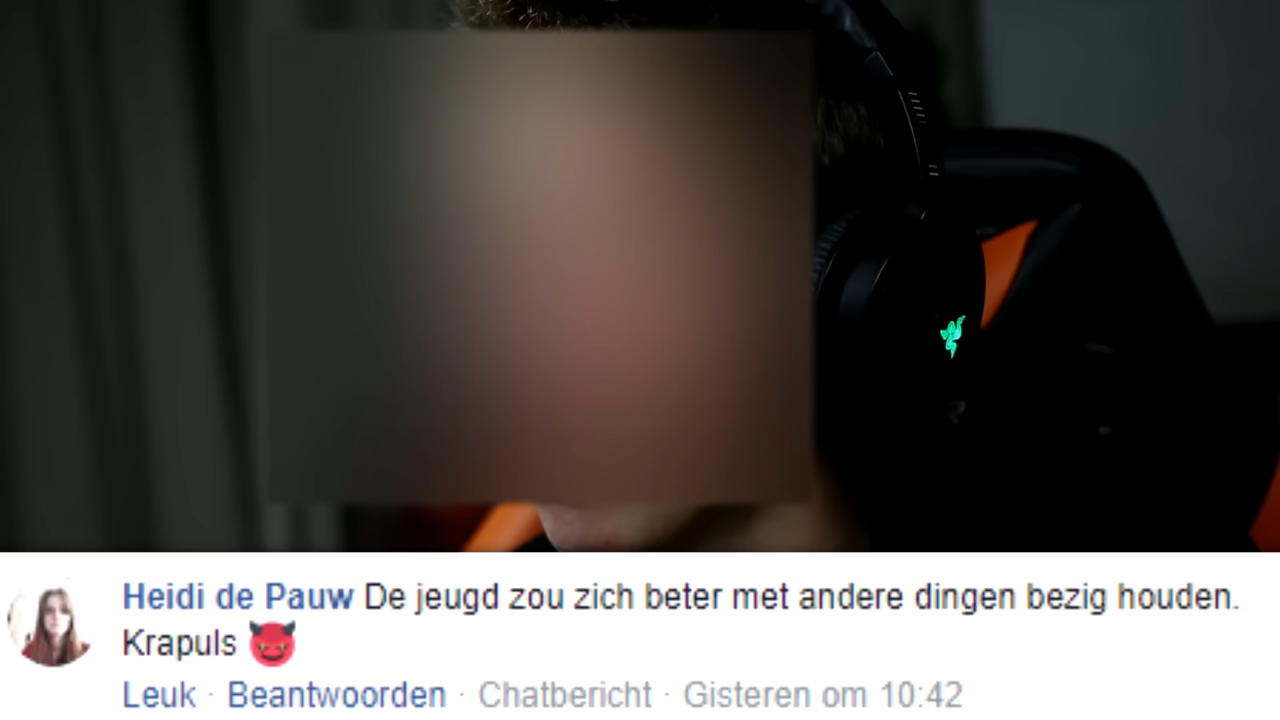 Heidi de Pauw De jeugd zou zich beter met andere dingen bezig houden.
Krapuls 😈
Leuk · Beantwoorden · Chatbericht · Gisteren om 10:42